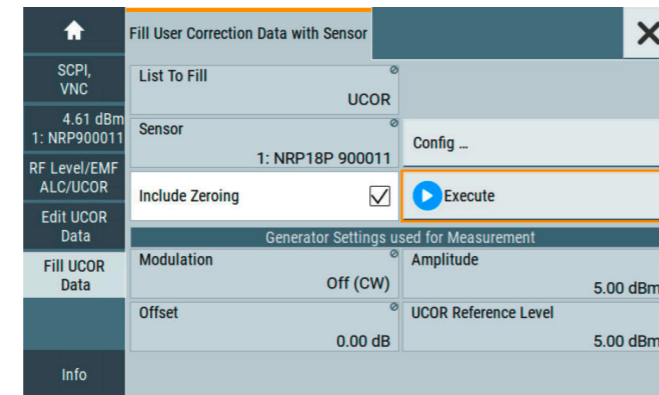 Fill User Correction Data with Sensor
SCPI,
VNC
4.61 dBm
1: NRP900011
RF Level/EMF
ALC/UCOR
Edit UCOR
Data
Fill UCOR
Data
Info
List To Fill
UCOR
Sensor
1: NRP18P 900011
Config ...
Include Zeroing
Execute
Generator Settings used for Measurement
Modulation
Off (CW)
Amplitude
5.00 dBm
Offset
0.00 dB
UCOR Reference Level
5.00 dBm